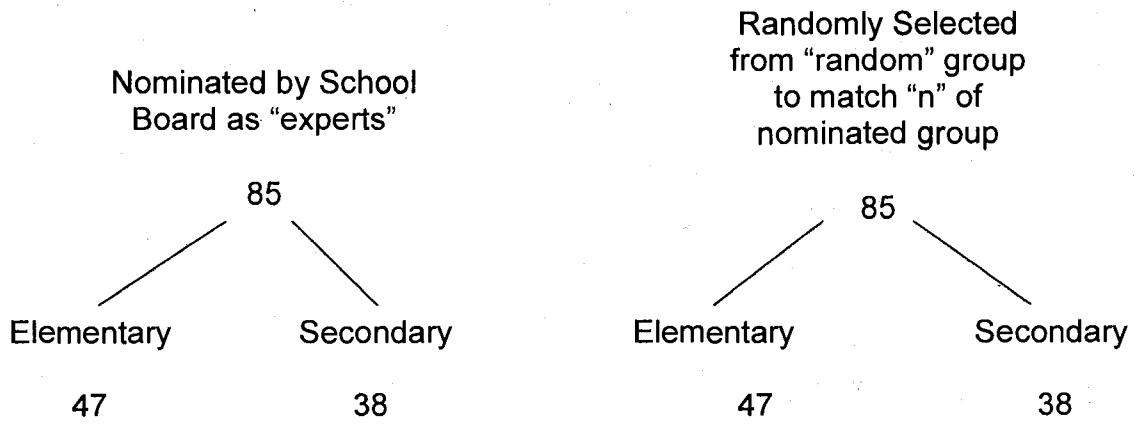 Nominated by School
Board as “experts”
85
Elementary
Secondary
47
38
Randomly Selected
from “random” group
to match “n” of
nominated group
85
Elementary
Secondary
47
38